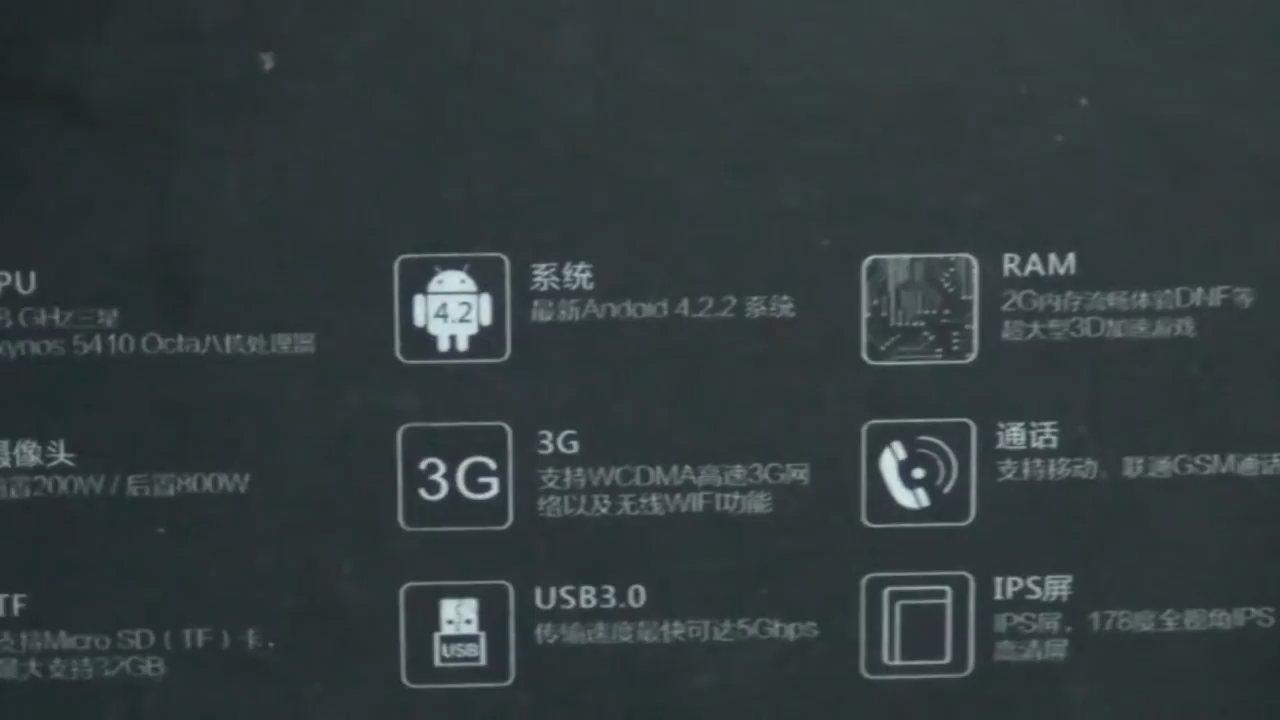 PU
GHz三星
xynos 5410 Octa八核处理器
4.2
系统
最新Andoid 4.2.2 系统
RAM
2G内存流畅体验DNF等
超大型3D加速游戏
摄像头
前置200W / 后置800W
3G
3G
支持WCDMA高速3G网
络以及无线WIFI功能
通话
支持移动、联通GSM通话
TF
支持Micro SD ( TF ) 卡,
最大支持32GB
USB
USB3.0
传输速度最快可达5Gbps
IPS屏
IPS屏,178度全视角IPS
高清屏